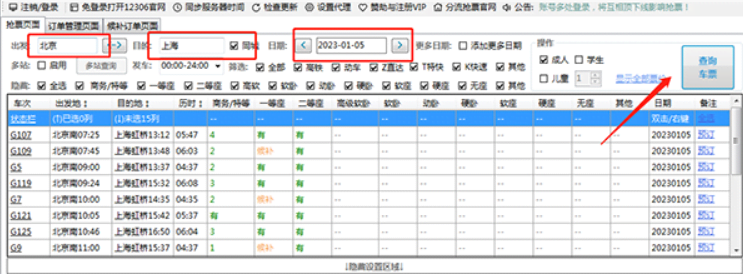 注销/登录 免登录打开12306官网 同步服务器时间 检查更新 设置代理 赞助与注册VIP 分流抢票官网 公告: 账号多处登录，将互相顶下线影响抢票！
抢票页面 订单管理页面 候补订单页面
出发: 北京 <-> 目的: 上海 同城 日期: < 2023-01-05 > 更多日期: 添加更多日期 操作
多站: 启用 多站查询 发车: 00:00-24:00 筛选: 全部 高铁 动车 Z直达 T特快 K快速 其他 成人 学生 查询车票
隐藏: 全选 商务/特等 一等座 二等座 高软 软卧 动卧 硬卧 软座 硬座 无座 其他 儿童 1 显示全部票价
车次 出发地 目的地 历时 商务/特等 一等座 二等座 高级软卧 软卧 动卧 硬卧 软座 硬座 无座 其他 日期 备注
状态栏 (↑)已选0列 (↓)未选15列 -- -- -- -- -- -- -- -- -- -- -- 双击/右键 全选
G107 北京南07:25 上海虹桥13:12 05:47 4 有 有 -- -- -- -- -- -- -- -- 20230105 预订
G109 北京南07:45 上海虹桥13:48 06:03 2 候补 有 -- -- -- -- -- -- -- -- 20230105 预订
G5 北京南09:00 上海虹桥13:37 04:37 2 有 有 -- -- -- -- -- -- -- -- 20230105 预订
G119 北京南09:24 上海虹桥15:32 06:08 3 有 有 -- -- -- -- -- -- -- -- 20230105 预订
G7 北京南10:00 上海虹桥14:35 04:35 2 候补 有 -- -- -- -- -- -- -- -- 20230105 预订
G121 北京南10:05 上海虹桥15:42 05:37 有 有 有 -- -- -- -- -- -- -- -- 20230105 预订
G125 北京南10:46 上海虹桥16:50 06:04 3 有 有 -- -- -- -- -- -- -- -- 20230105 预订
G9 北京南11:00 上海虹桥15:37 04:37 1 候补 有 -- -- -- -- -- -- -- -- 20230105 预订
↓隐藏设置区域↓